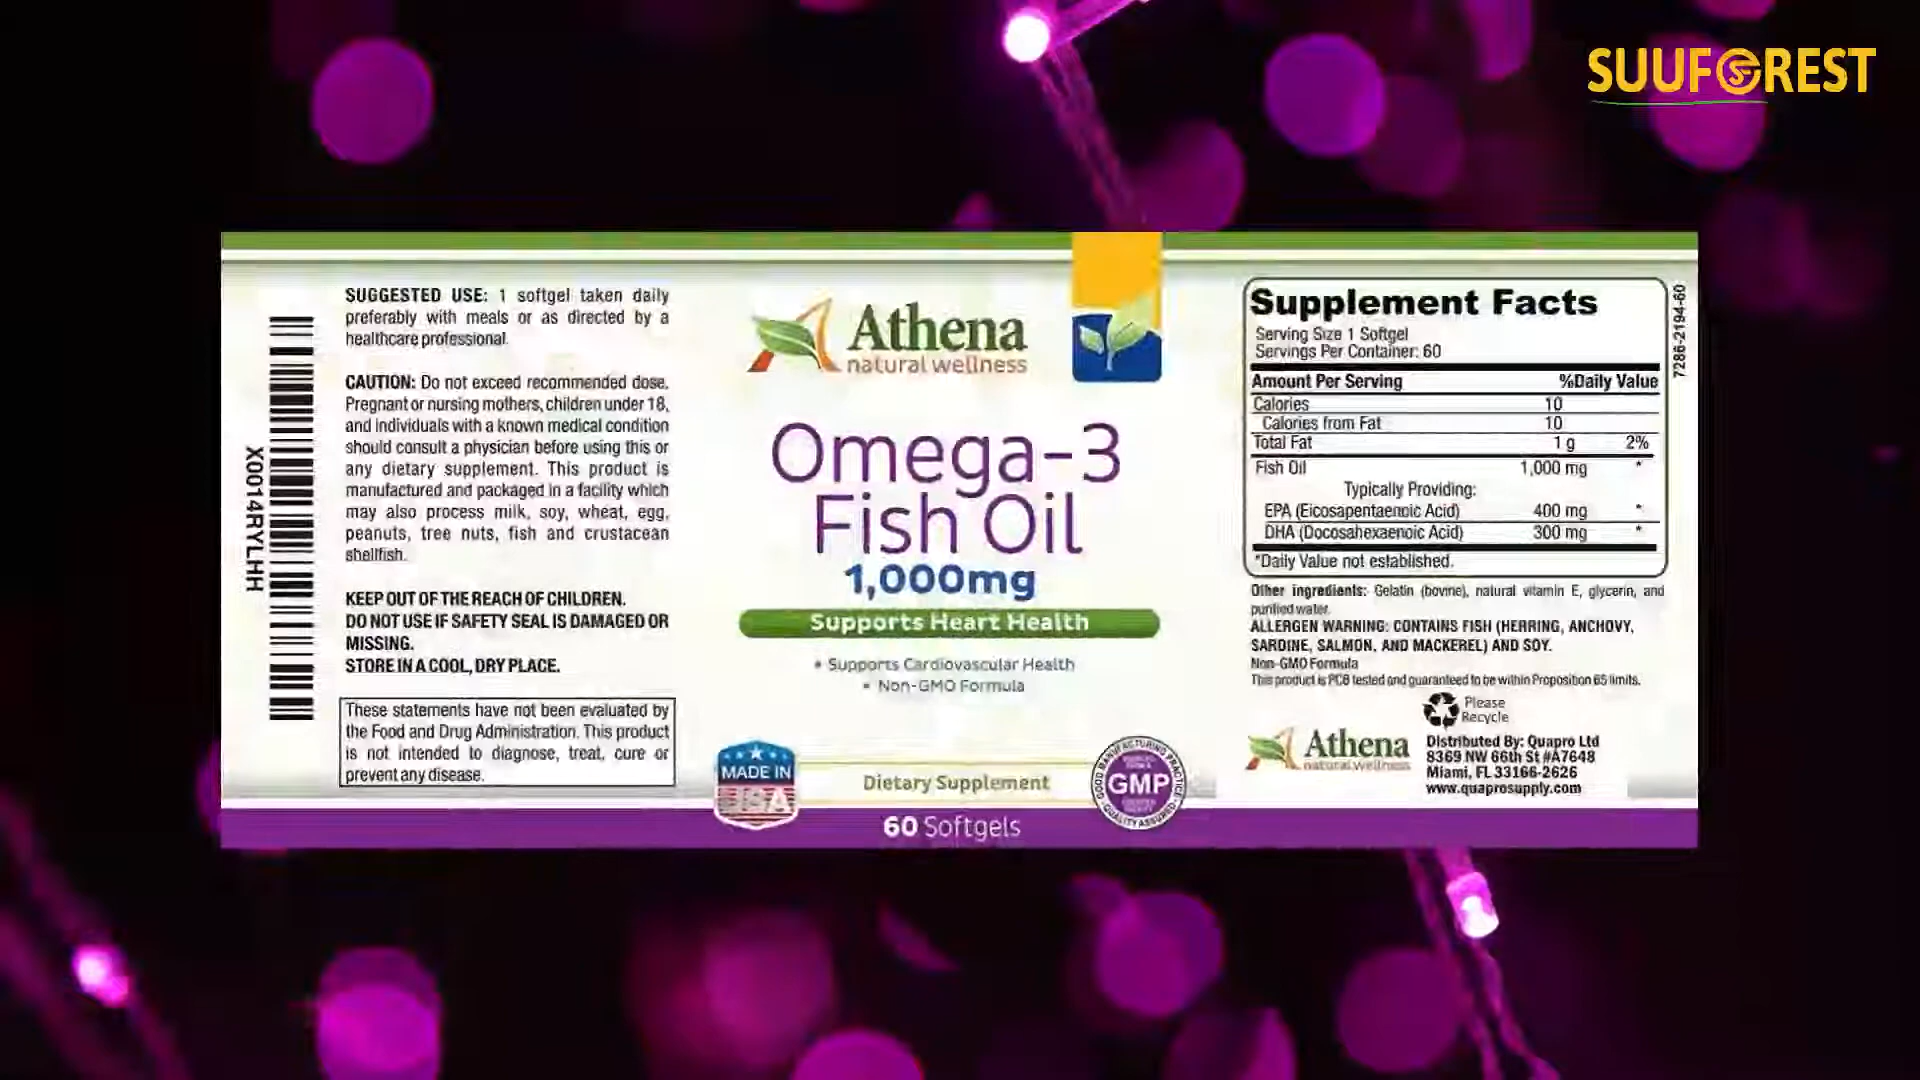 SUUFOREST
X0014RYLHH
SUGGESTED USE: 1 softgel taken daily
preferably with meals or as directed by a
healthcare professional.
CAUTION: Do not exceed recommended dose.
Pregnant or nursing mothers, children under 18,
and individuals with a known medical condition
should consult a physician before using this or
any dietary supplement. This product is
manufactured and packaged in a facility which
may also process milk, soy, wheat, egg,
peanuts, tree nuts, fish and crustacean
shellfish.
KEEP OUT OF THE REACH OF CHILDREN.
DO NOT USE IF SAFETY SEAL IS DAMAGED OR
MISSING.
STORE IN A COOL, DRY PLACE.
These statements have not been evaluated by
the Food and Drug Administration. This product
is not intended to diagnose, treat, cure or
prevent any disease.
Athena
natural wellness
Omega-3
Fish Oil
1,000mg
Supports Heart Health
• Supports Cardiovascular Health
• Non-GMO Formula
MADE IN
USA
Dietary Supplement
GOOD MANUFACTURING PRACTICE
GMP
QUALITY ASSURED
60 Softgels
Supplement Facts
Serving Size 1 Softgel
Servings Per Container: 60
Amount Per Serving %Daily Value
Calories 10
Calories from Fat 10
Total Fat 1 g 2%
Fish Oil 1,000 mg *
Typically Providing:
EPA (Eicosapentaenoic Acid) 400 mg *
DHA (Docosahexaenoic Acid) 300 mg *
*Daily Value not established.
Other ingredients: Gelatin (bovine), natural vitamin E, glycerin, and
purified water.
ALLERGEN WARNING: CONTAINS FISH (HERRING, ANCHOVY,
SARDINE, SALMON, AND MACKEREL) AND SOY.
Non-GMO Formula
This product is PCB tested and guaranteed to be within Proposition 65 limits.
Please
Recycle
Athena
natural wellness
Distributed By: Quapro Ltd
8369 NW 66th St #A7648
Miami, FL 33166-2626
www.quaprosupply.com
7286-2194-60